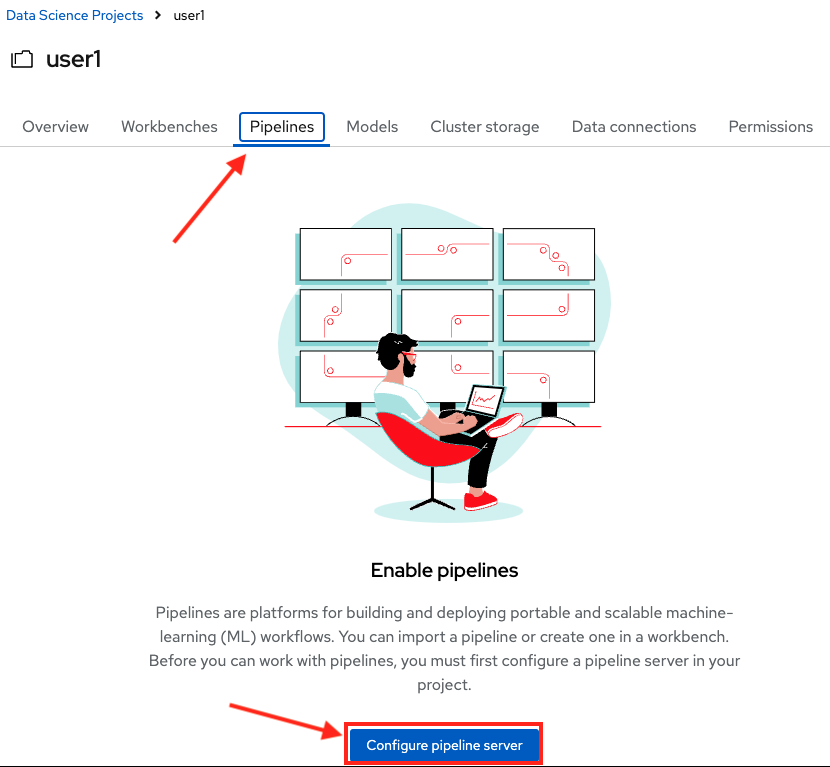 Data Science Projects > user1
user1
Overview Workbenches Pipelines Models Cluster storage Data connections Permissions
Enable pipelines
Pipelines are platforms for building and deploying portable and scalable machine-
learning (ML) workflows. You can import a pipeline or create one in a workbench.
Before you can work with pipelines, you must first configure a pipeline server in your
project.
Configure pipeline server